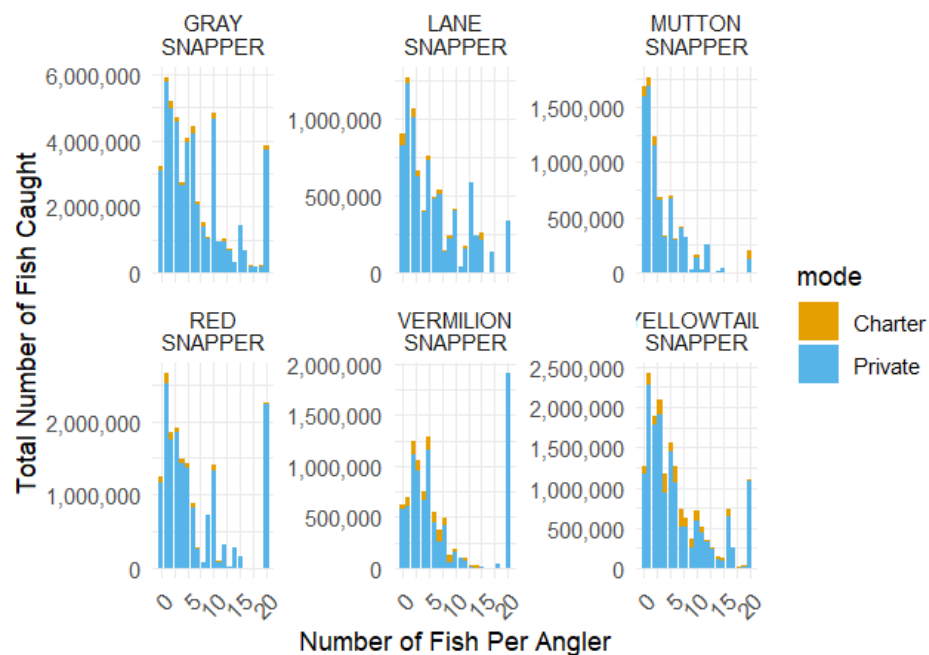 GRAY
SNAPPER
LANE
SNAPPER
MUTTON
SNAPPER
6,000,000
4,000,000
2,000,000
0
1,000,000
500,000
0
1,500,000
1,000,000
500,000
0
Total Number of Fish Caught
RED
SNAPPER
VERMILION
SNAPPER
YELLOWTAIL
SNAPPER
2,000,000
1,000,000
0
2,000,000
1,500,000
1,000,000
500,000
0
2,500,000
2,000,000
1,500,000
1,000,000
500,000
0
0 5 10 15 20
0 5 10 15 20
0 5 10 15 20
Number of Fish Per Angler
mode
Charter
Private